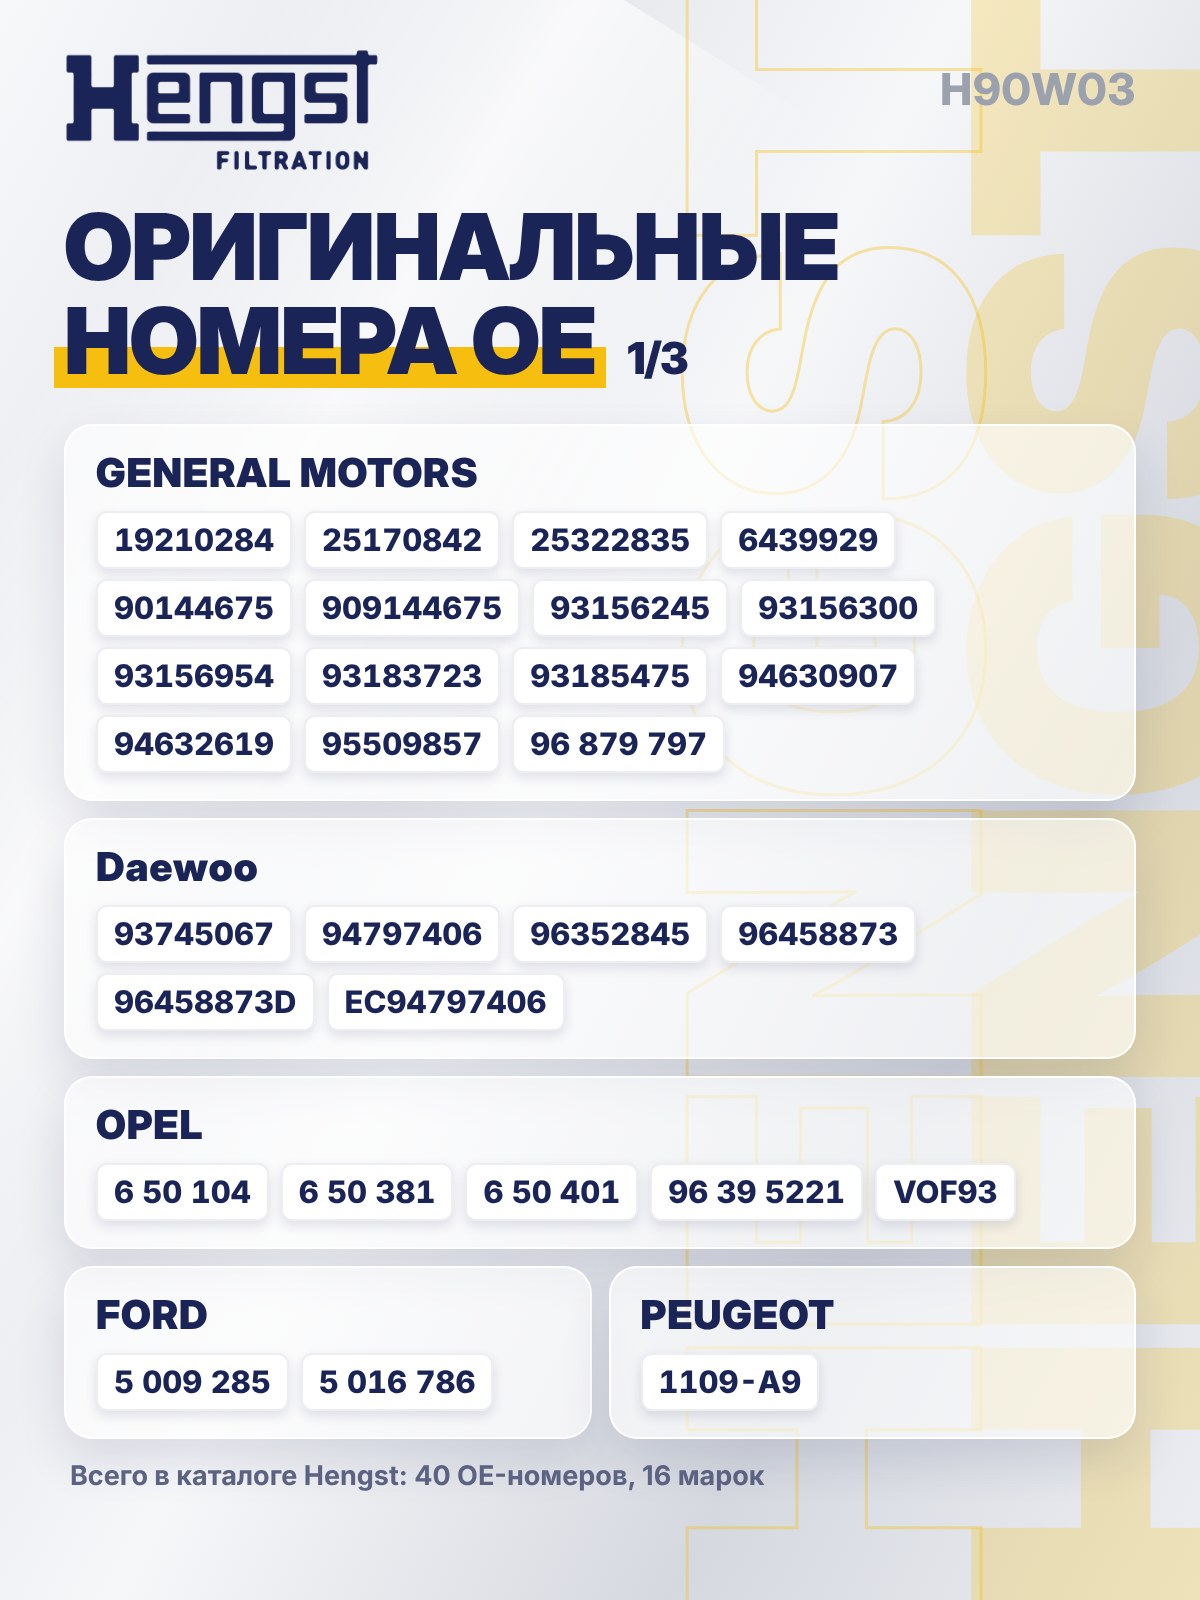 Hengst
FILTRATION
H90W03
ОРИГИНАЛЬНЫЕ
НОМЕРА OE 1/3
GENERAL MOTORS
19210284 25170842 25322835 6439929
90144675 909144675 93156245 93156300
93156954 93183723 93185475 94630907
94632619 95509857 96 879 797
Daewoo
93745067 94797406 96352845 96458873
96458873D EC94797406
OPEL
6 50 104 6 50 381 6 50 401 96 39 5221 VOF93
FORD
5 009 285 5 016 786
PEUGEOT
1109-A9
Всего в каталоге Hengst: 40 OE-номеров, 16 марок
HENGST
HENGST